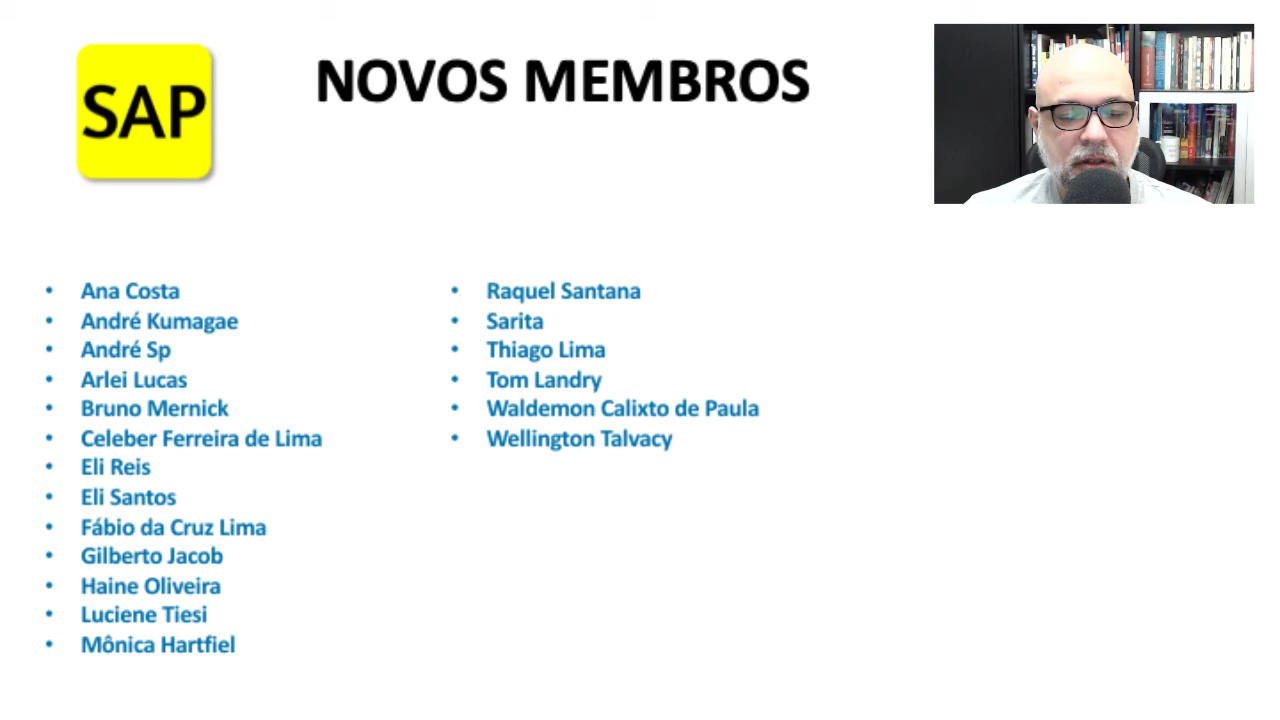 SAP
NOVOS MEMBROS
• Ana Costa
• André Kumagae
• André Sp
• Arlei Lucas
• Bruno Mernick
• Celeber Ferreira de Lima
• Eli Reis
• Eli Santos
• Fábio da Cruz Lima
• Gilberto Jacob
• Haine Oliveira
• Luciene Tiesi
• Mônica Hartfiel
• Raquel Santana
• Sarita
• Thiago Lima
• Tom Landry
• Waldemon Calixto de Paula
• Wellington Talvacy